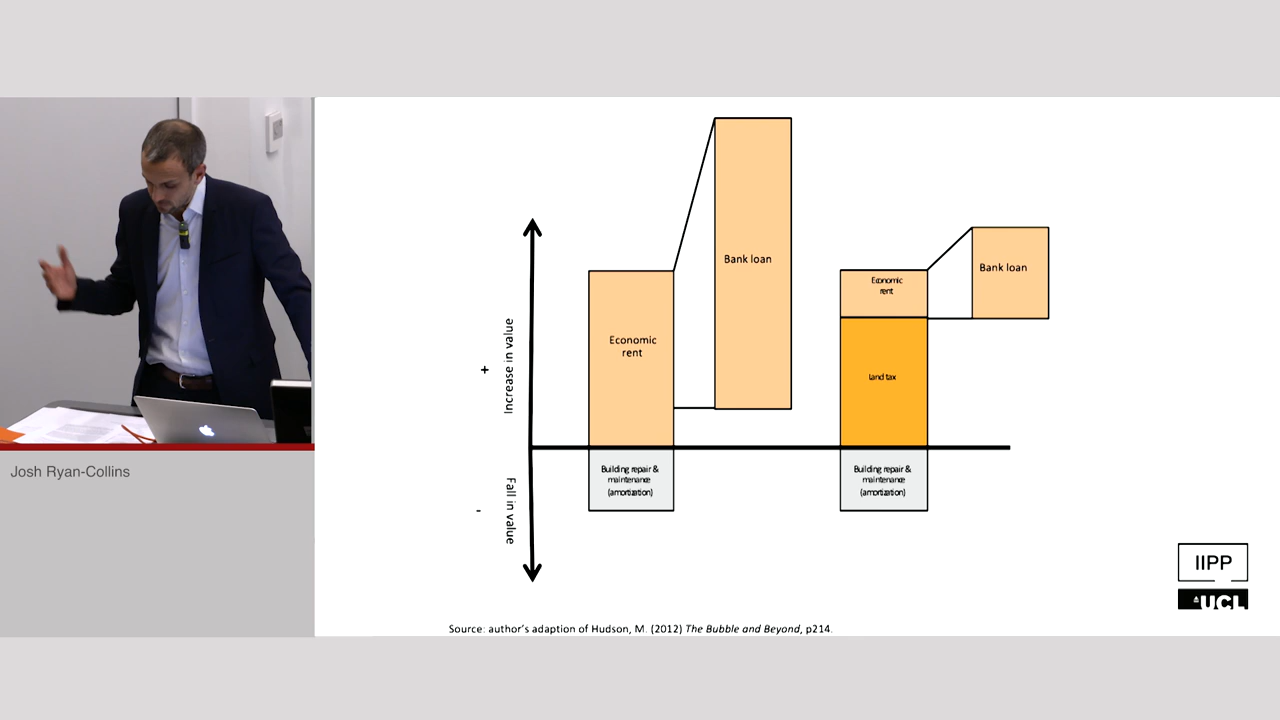 Josh Ryan-Collins
+
Increase in value
-
Fall in value
Economic
rent
Bank loan
Building repair &
maintenance
(amortization)
Economic
rent
land tax
Bank loan
Building repair &
maintenance
(amortization)
IIPP
UCL
Source: author's adaption of Hudson, M. (2012) The Bubble and Beyond, p214.